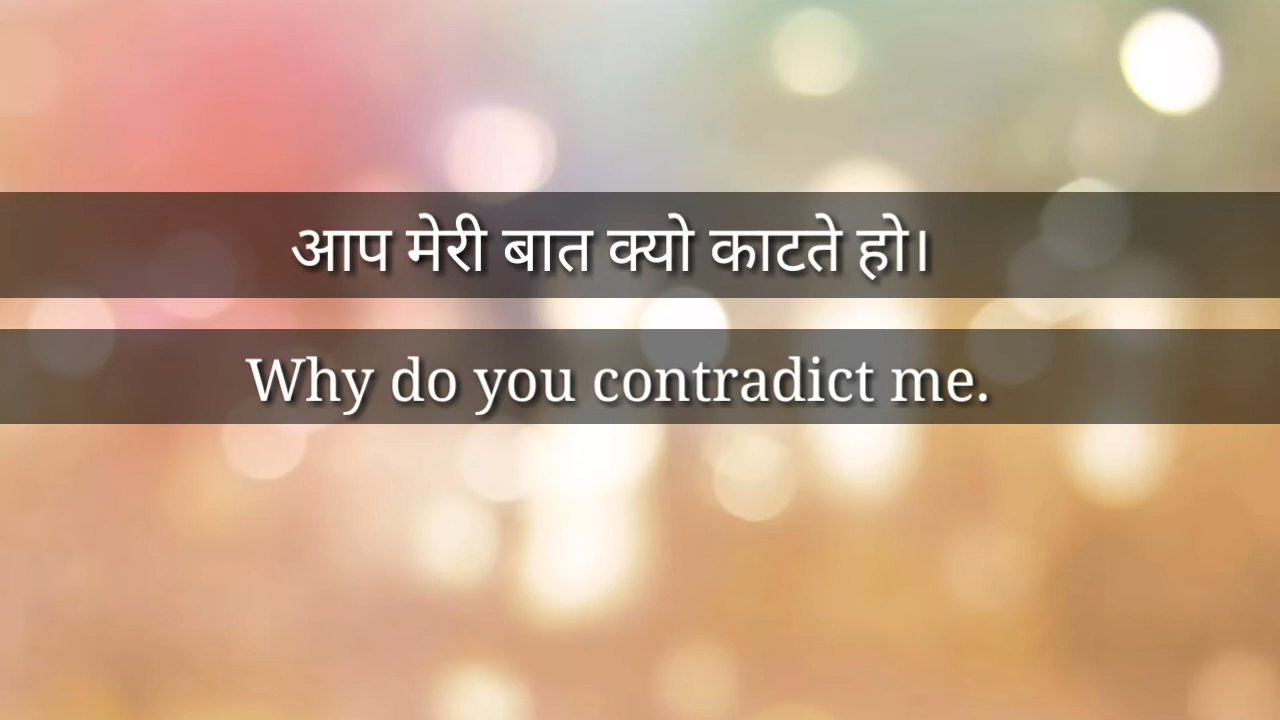 आप मेरी बात क्यो काटते हो।
Why do you contradict me.